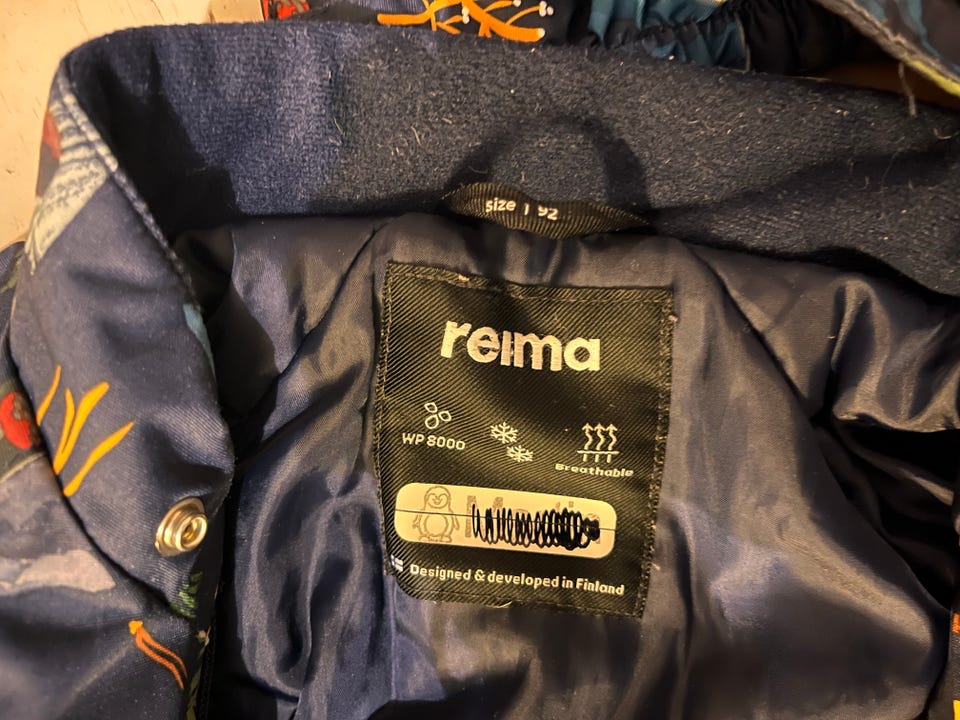 size | 92
reima
WP 8000
Breathable
Designed & developed in Finland